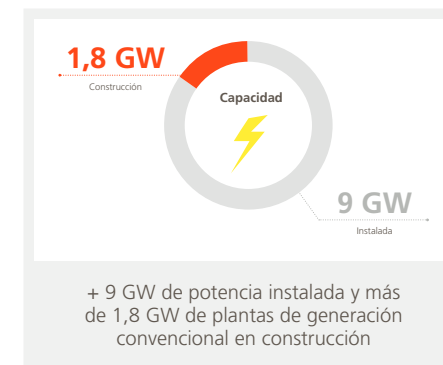 1,8 GW
Construcción
Capacidad
9 GW
Instalada
+ 9 GW de potencia instalada y más
de 1,8 GW de plantas de generación
convencional en construcción